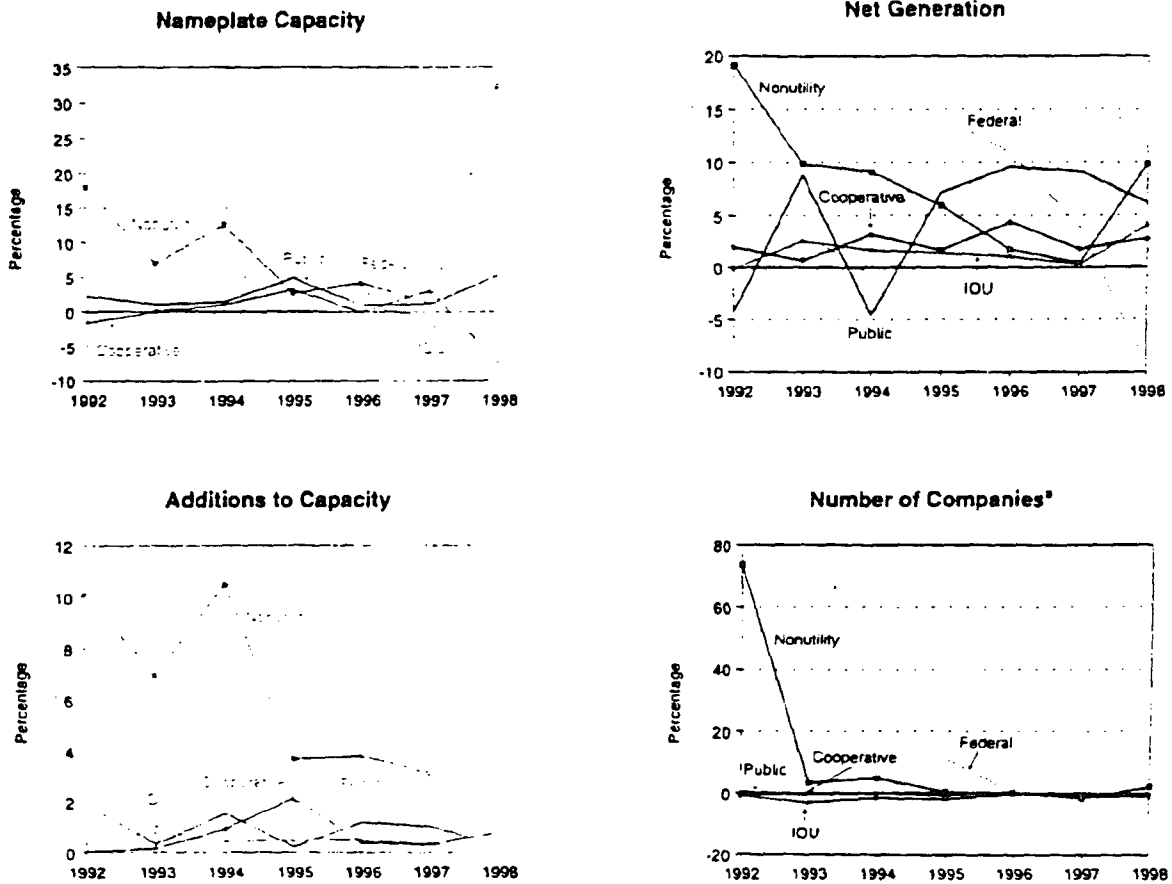 Nameplate Capacity
35
30
25
20
15
10
5
0
-5
-10
Percentage
Cooperative
1992 1993 1994 1995 1996 1997 1998
Net Generation
20
15
10
5
0
-5
-10
Percentage
Nonutility
Federal
Cooperative
IOU
Public
1992 1993 1994 1995 1996 1997 1998
Additions to Capacity
12
10
8
6
4
2
0
Percentage
1992 1993 1994 1995 1996 1997 1998
Number of Companies ª
80
60
40
20
0
-20
Percentage
Nonutility
Public
Cooperative
Federal
IOU
1992 1993 1994 1995 1996 1997 1998